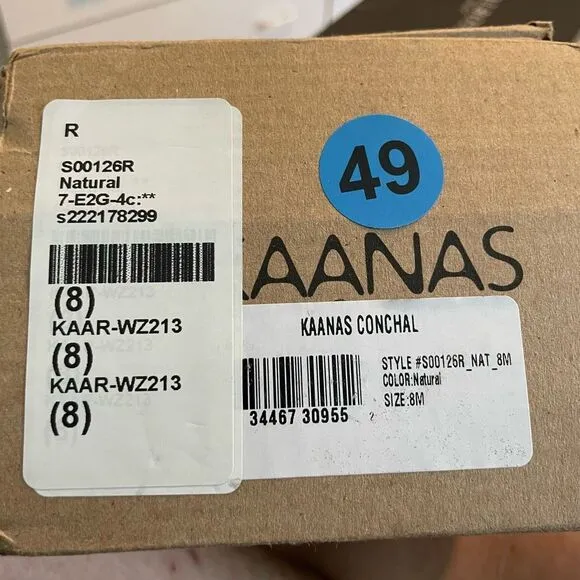 R
S00126R
Natural
7-E2G-4c:**
s222178299
(8)
KAAR-WZ213
(8)
KAAR-WZ213
(8)
49
KAANAS
KAANAS CONCHAL
STYLE #S00126R_NAT_8M
COLOR:Natural
SIZE:8M
34467 30955